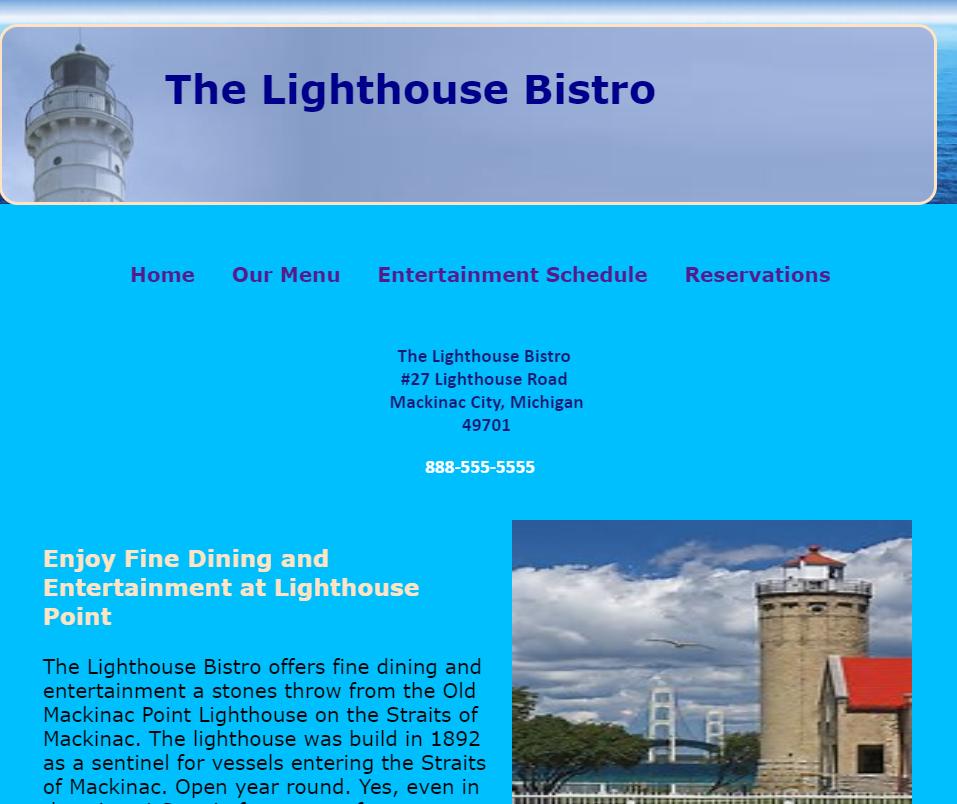 The Lighthouse Bistro
Home Our Menu Entertainment Schedule Reservations
The Lighthouse Bistro
#27 Lighthouse Road
Mackinac City, Michigan
49701
888-555-5555
Enjoy Fine Dining and
Entertainment at Lighthouse
Point
The Lighthouse Bistro offers fine dining and
entertainment a stones throw from the Old
Mackinac Point Lighthouse on the Straits of
Mackinac. The lighthouse was build in 1892
as a sentinel for vessels entering the Straits
of Mackinac. Open year round. Yes, even in